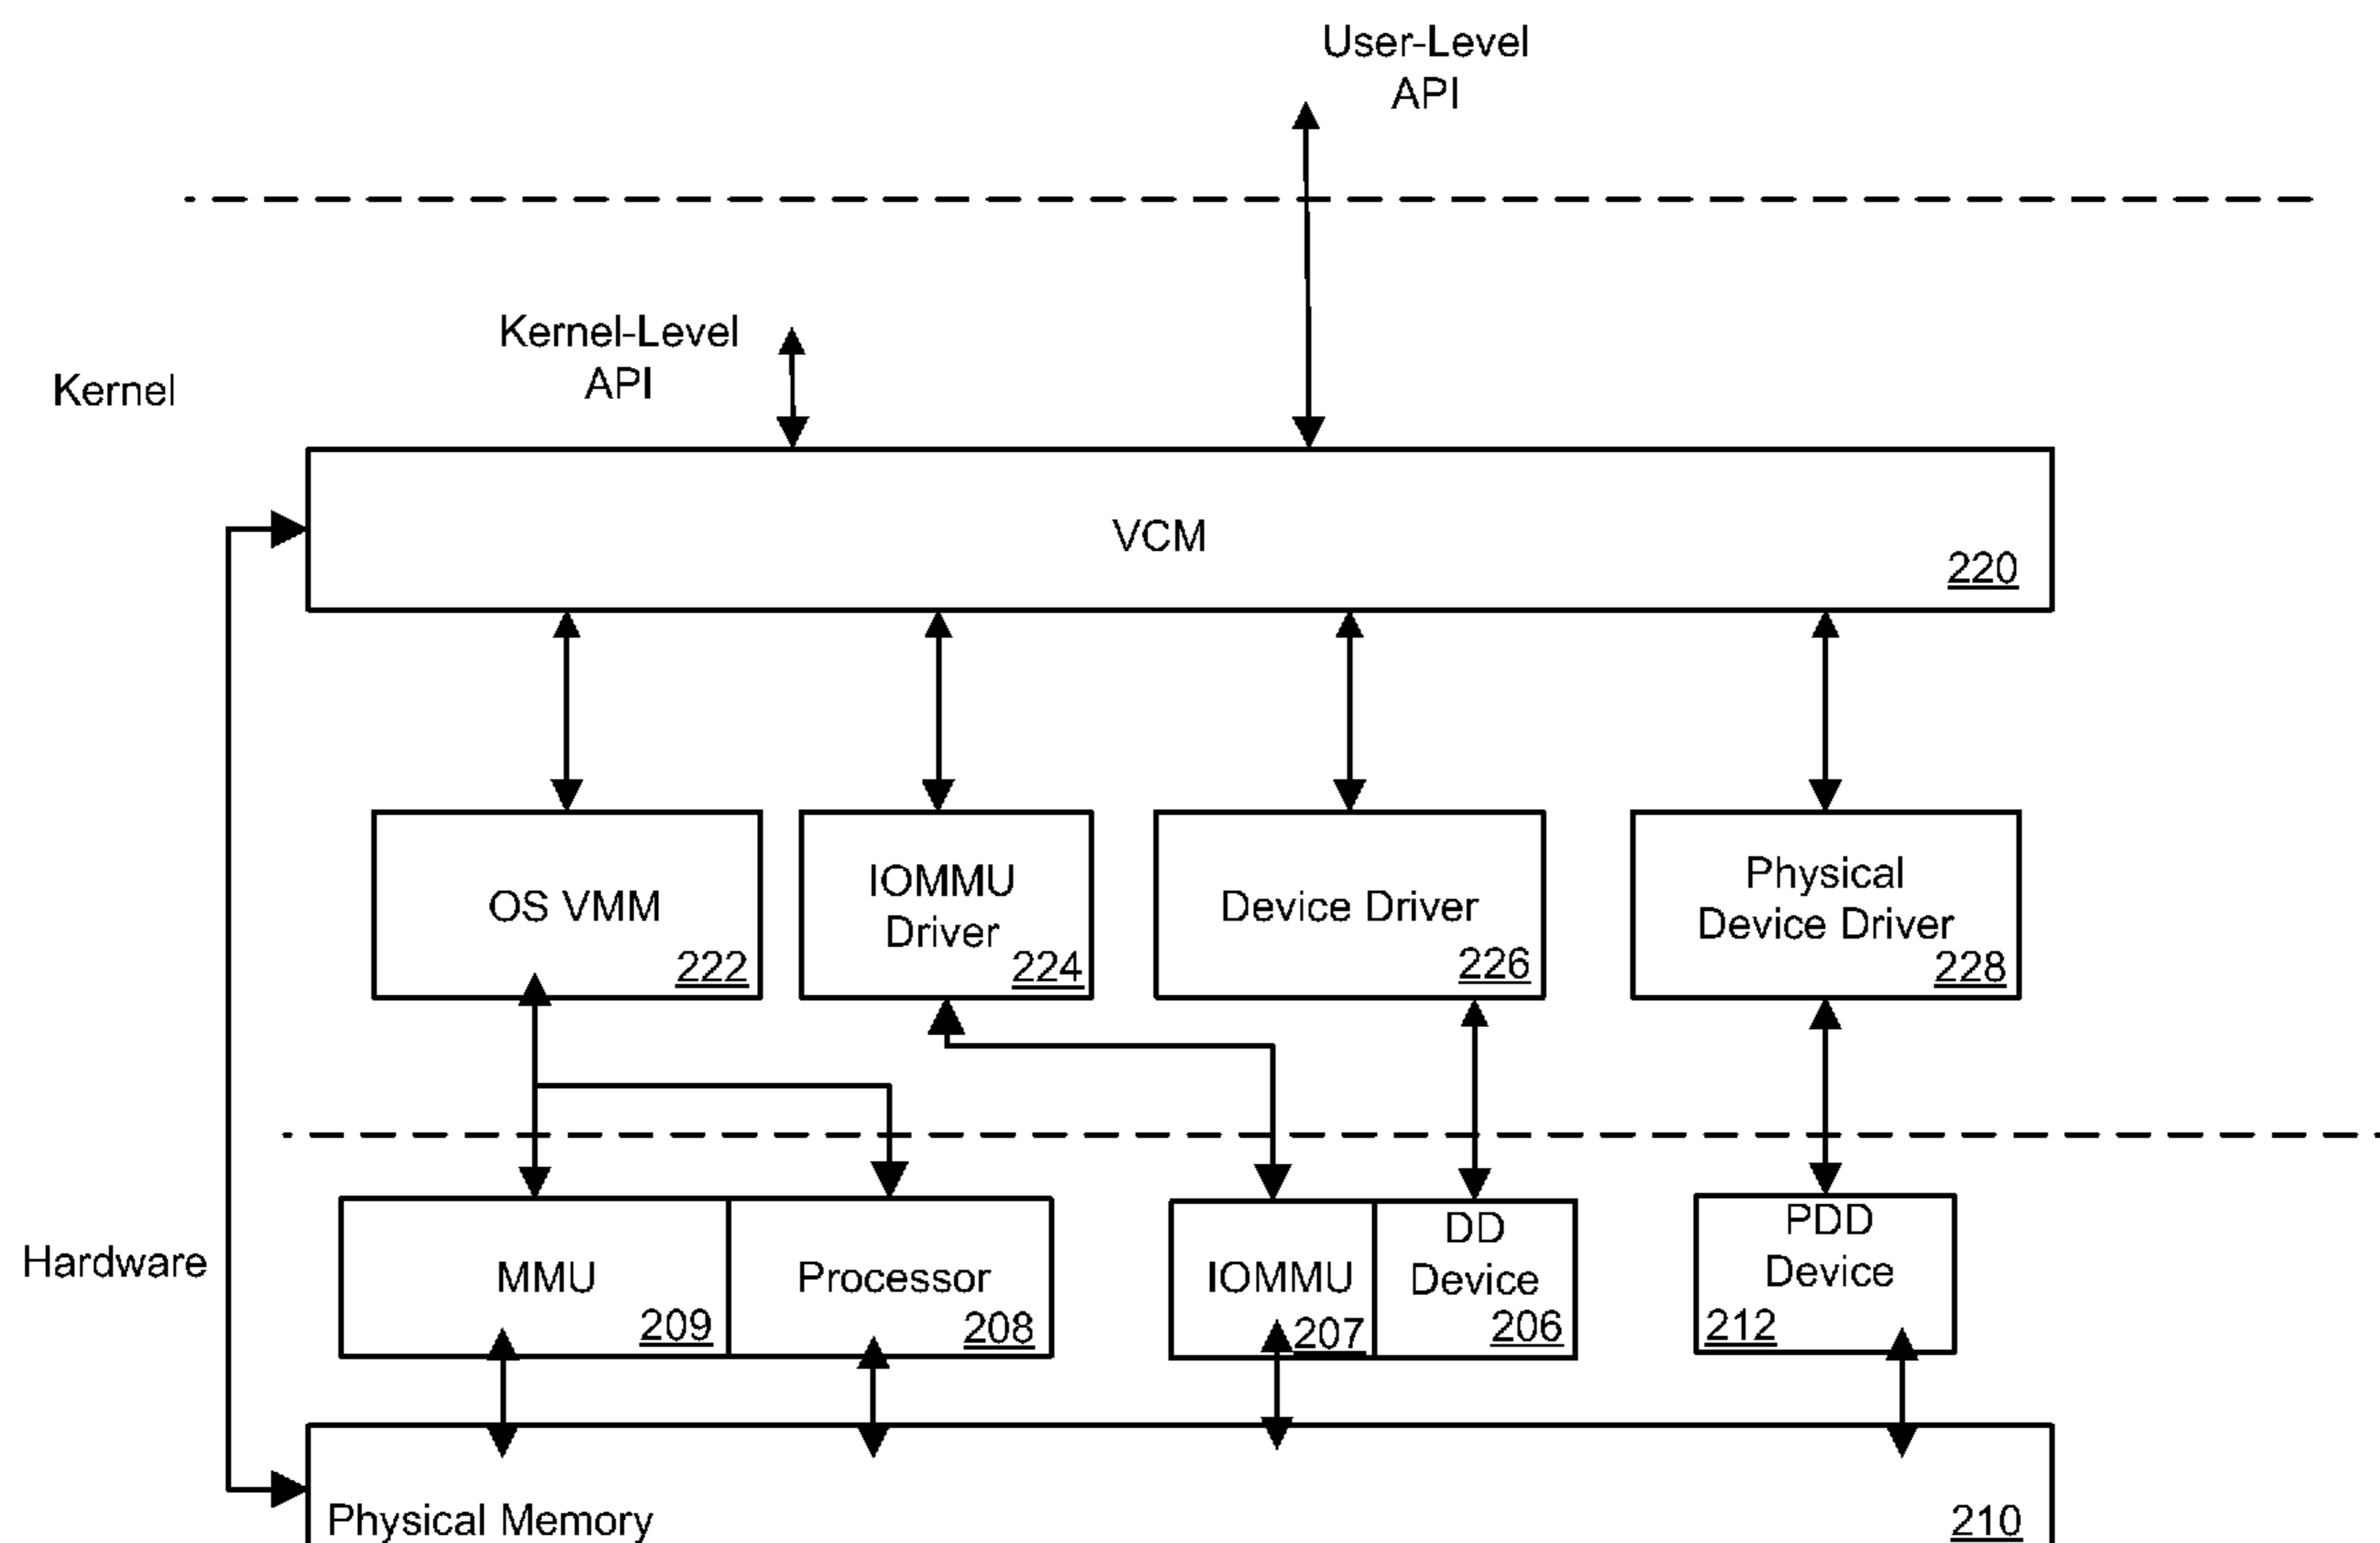 User-Level
API
Kernel-Level
API
Kernel
VCM
220
OS VMM
222
IOMMU
Driver
224
Device Driver
226
Physical
Device Driver
228
Hardware
MMU
209
Processor
208
IOMMU
207
DD
Device
206
PDD
Device
212
Physical Memory
210